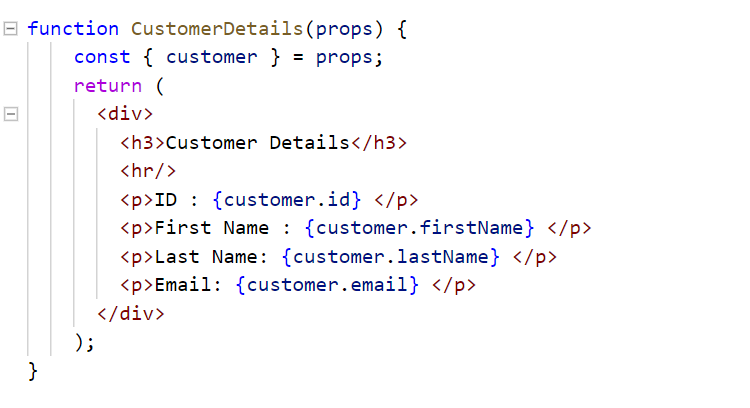 function CustomerDetails(props) {
const { customer } = props;
return (
<div>
<h3>Customer Details</h3>
<hr/>
<p>ID : {customer.id} </p>
<p>First Name : {customer.firstName} </p>
<p>Last Name: {customer.lastName} </p>
<p>Email: {customer.email} </p>
</div>
);
}